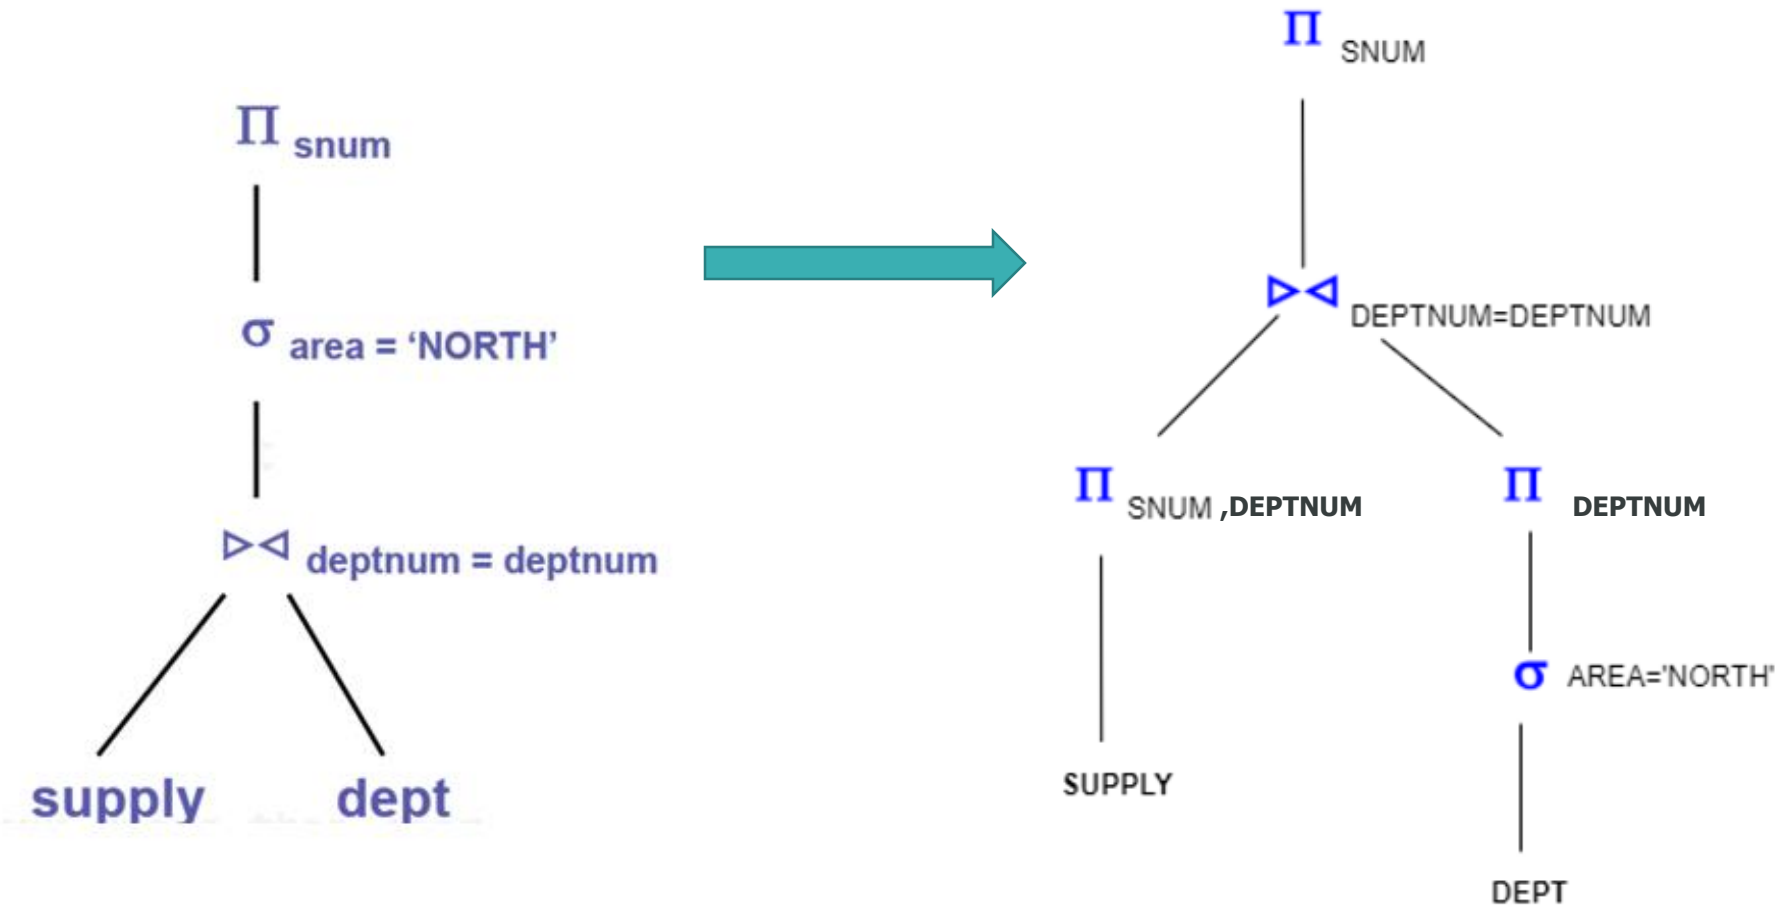 Π snum
σ area = ‘NORTH’
▷◁ deptnum = deptnum
supply dept
Π SNUM
▷◁ DEPTNUM=DEPTNUM
Π SNUM ,DEPTNUM
Π DEPTNUM
σ AREA='NORTH'
SUPPLY
DEPT